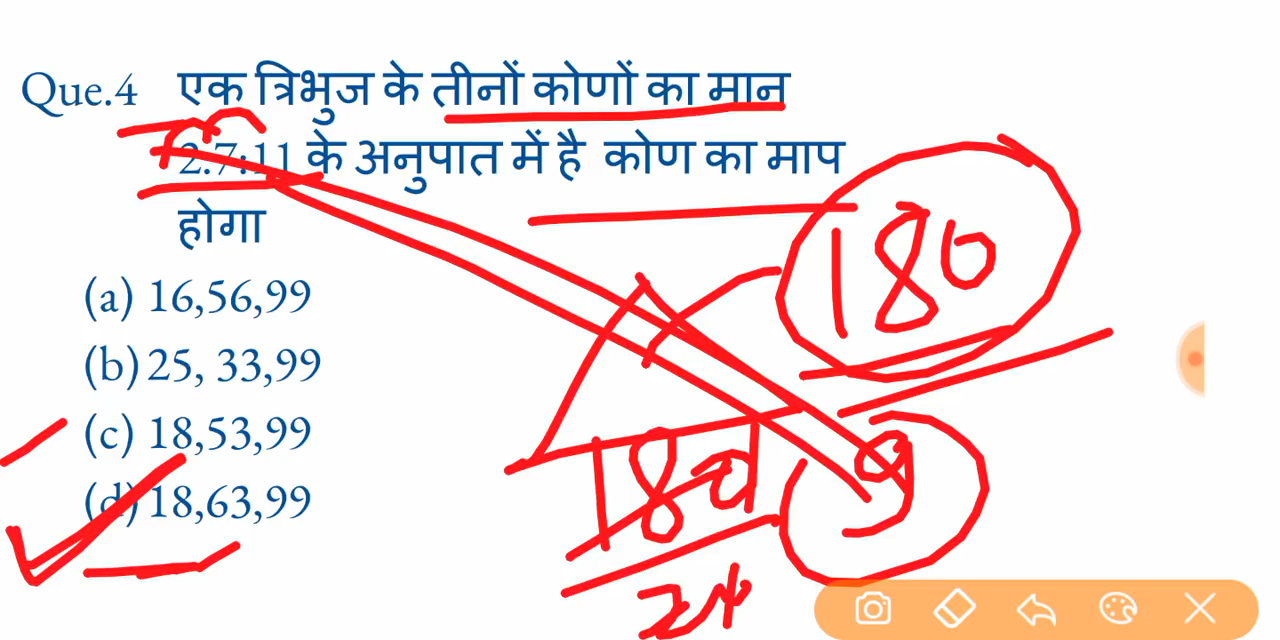 Que.4 एक त्रिभुज के तीनों कोणों का मान
2.7:11 के अनुपात में है कोण का माप
होगा
(a) 16,56,99
(b) 25, 33,99
(c) 18,53,99
(d) 18,63,99
180
180
9